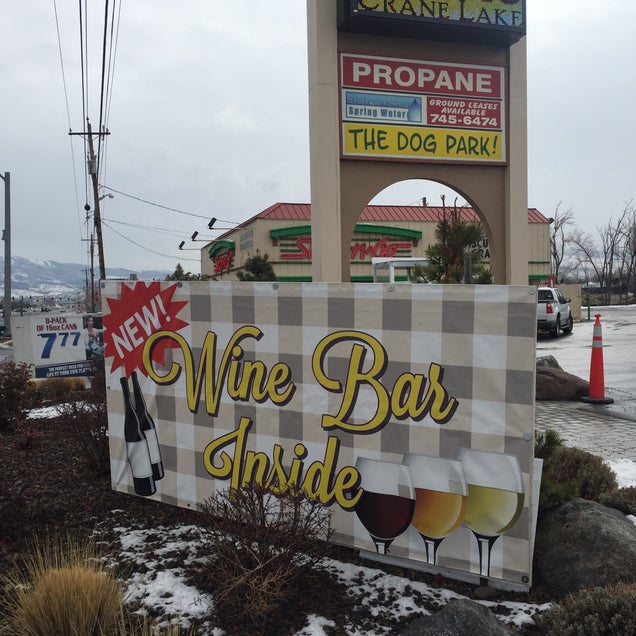 CRANE LAKE
PROPANE
Spring Water
GROUND LEASES
AVAILABLE
745-6474
THE DOG PARK!
8-PACK
OF 16oz CANS
7 77
NEW!
Wine Bar
Inside